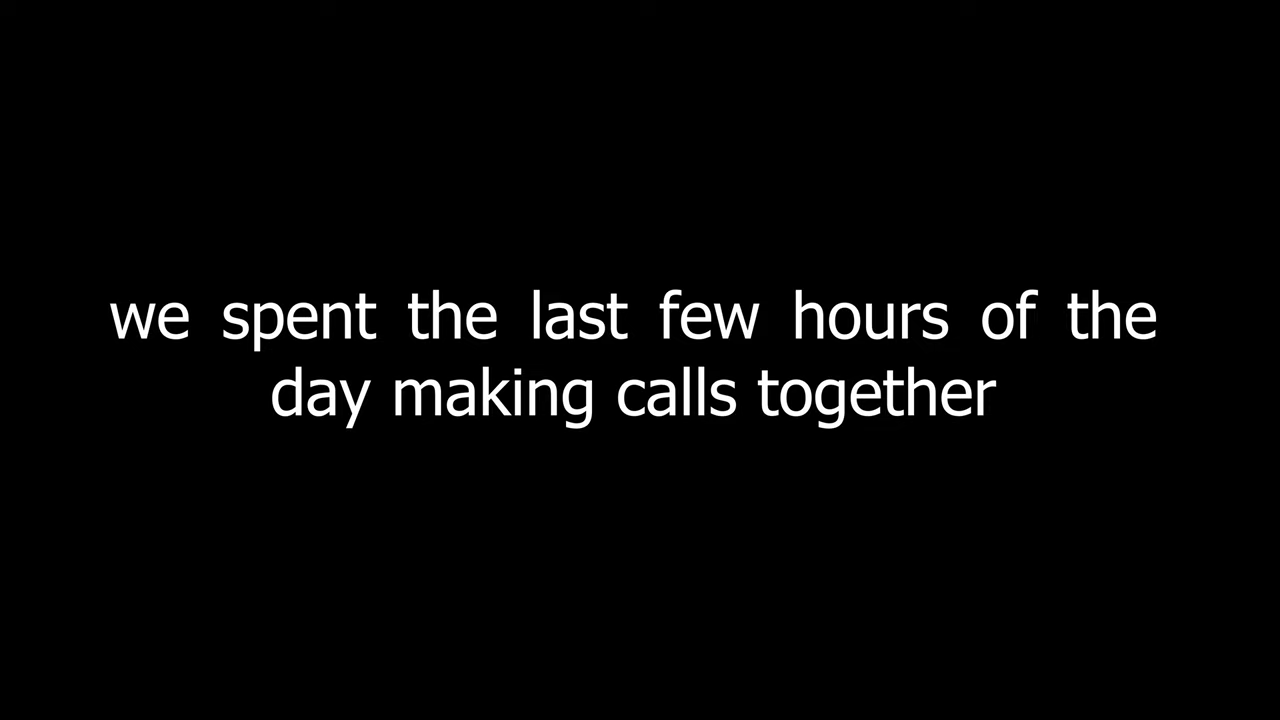 we spent the last few hours of the
day making calls together